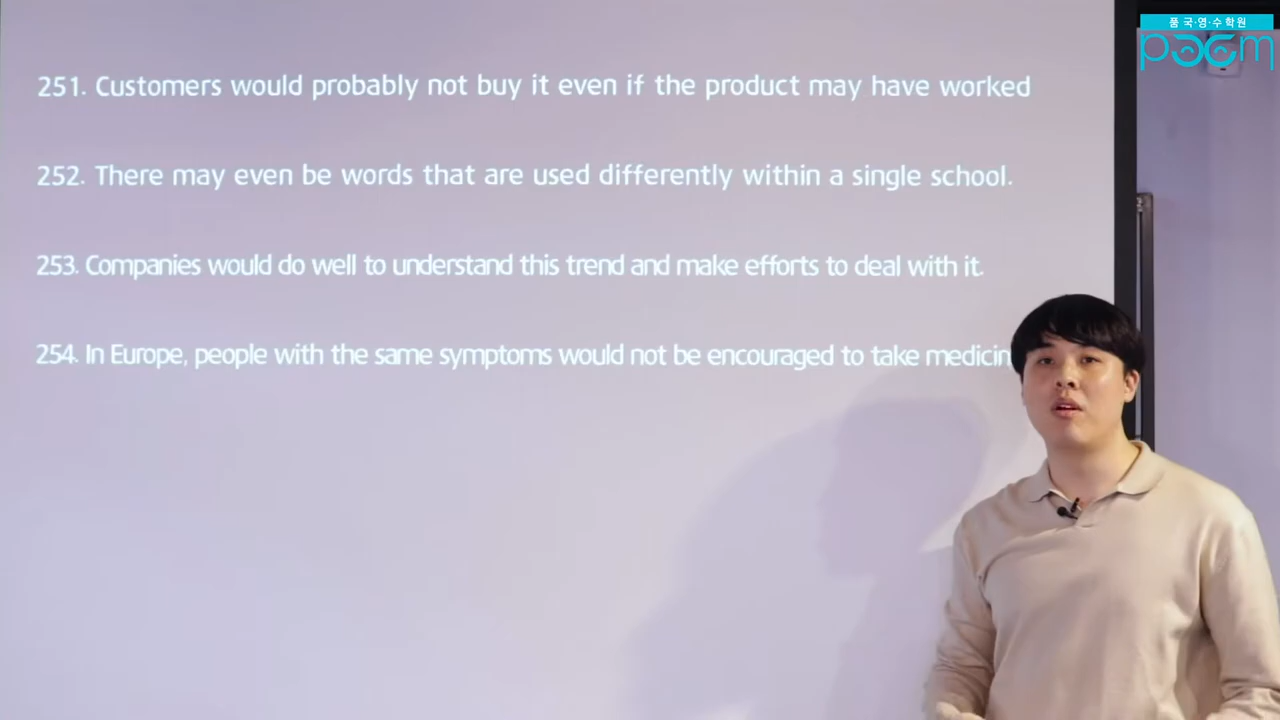 품 국·영·수 학원
poem
251. Customers would probably not buy it even if the product may have worked
252. There may even be words that are used differently within a single school.
253. Companies would do well to understand this trend and make efforts to deal with it.
254. In Europe, people with the same symptoms would not be encouraged to take